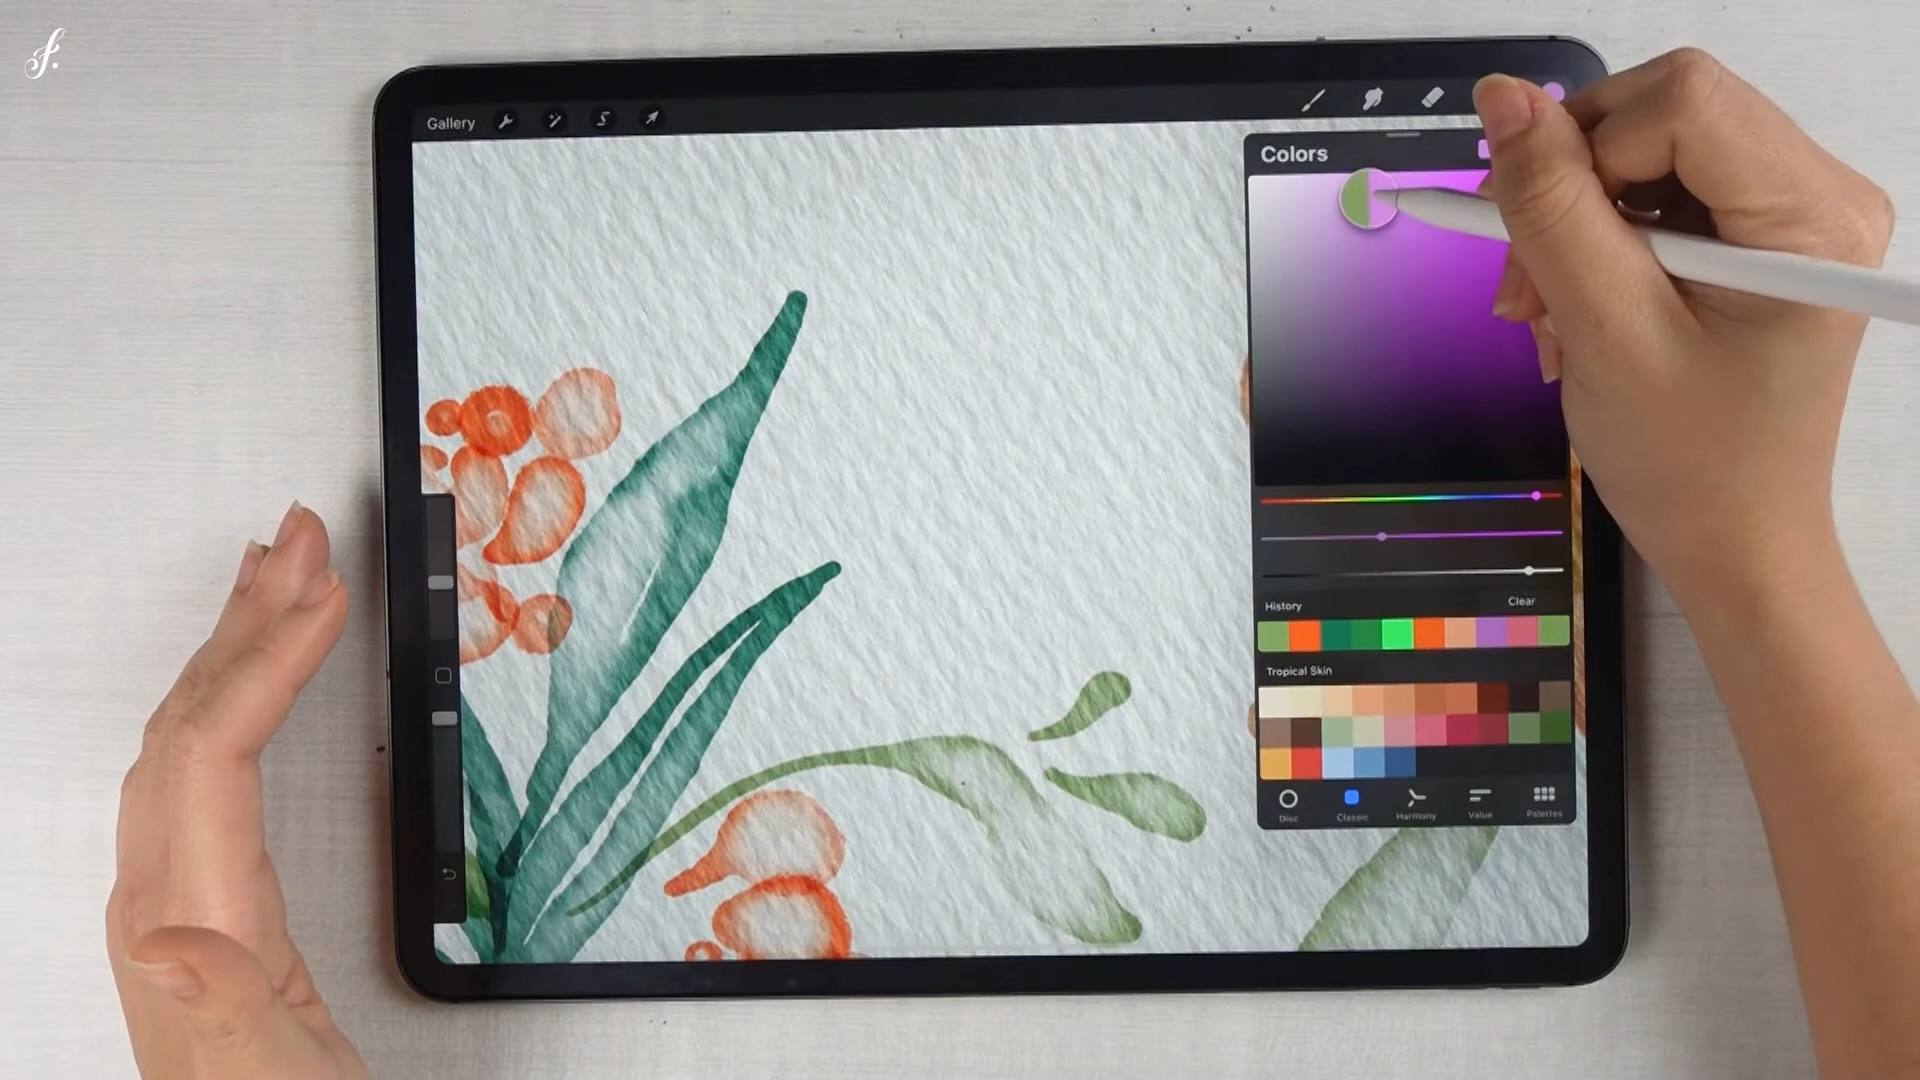 f.
Gallery
Colors
History
Clear
Tropical Skin
Disc
Classic
Harmony
Value
Palettes